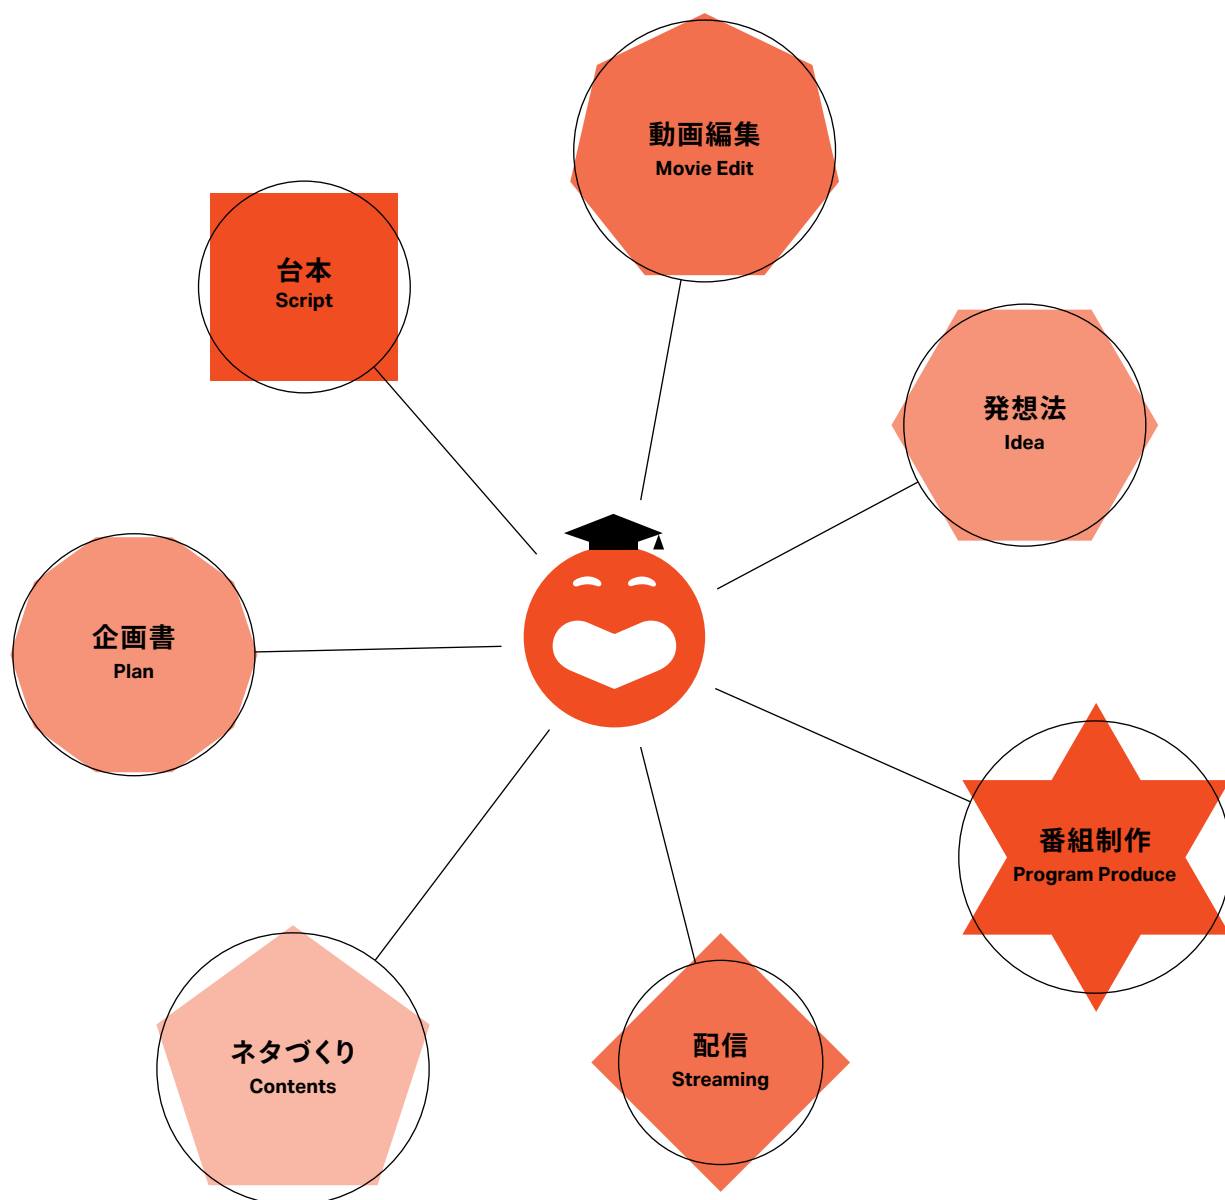 動画編集
Movie Edit
台本
Script
発想法
Idea
企画書
Plan
番組制作
Program Produce
ネタづくり
Contents
配信
Streaming